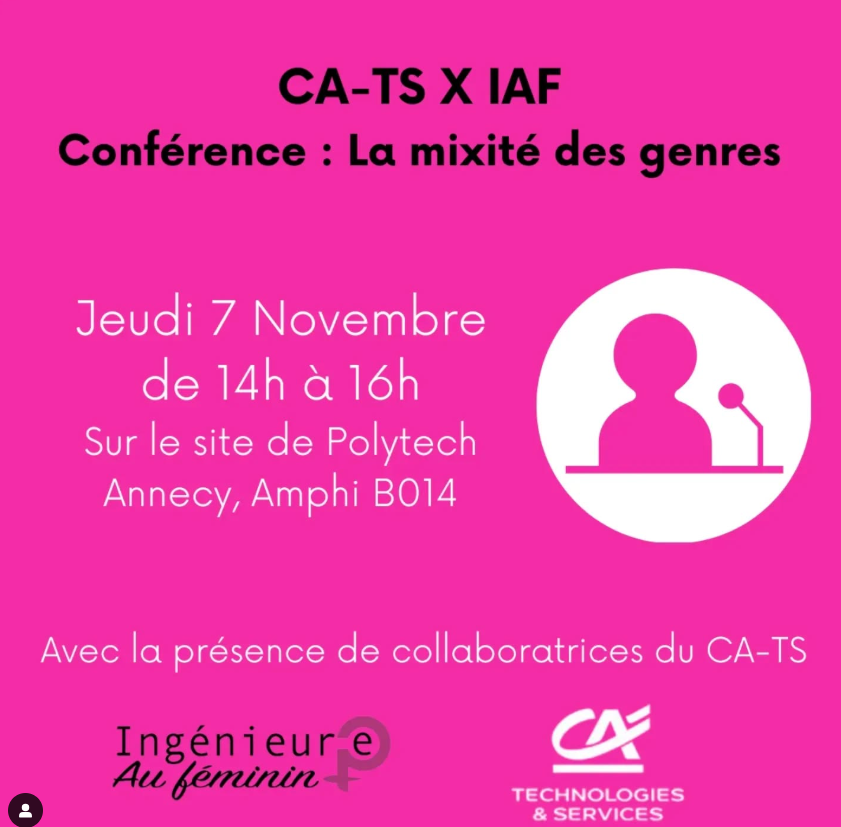 CA-TS X IAF
Conférence : La mixité des genres
Jeudi 7 Novembre
de 14h à 16h
Sur le site de Polytech
Annecy, Amphi B014
Avec la présence de collaboratrices du CA-TS
Ingénieur·e
Au féminin
CA
TECHNOLOGIES
& SERVICES